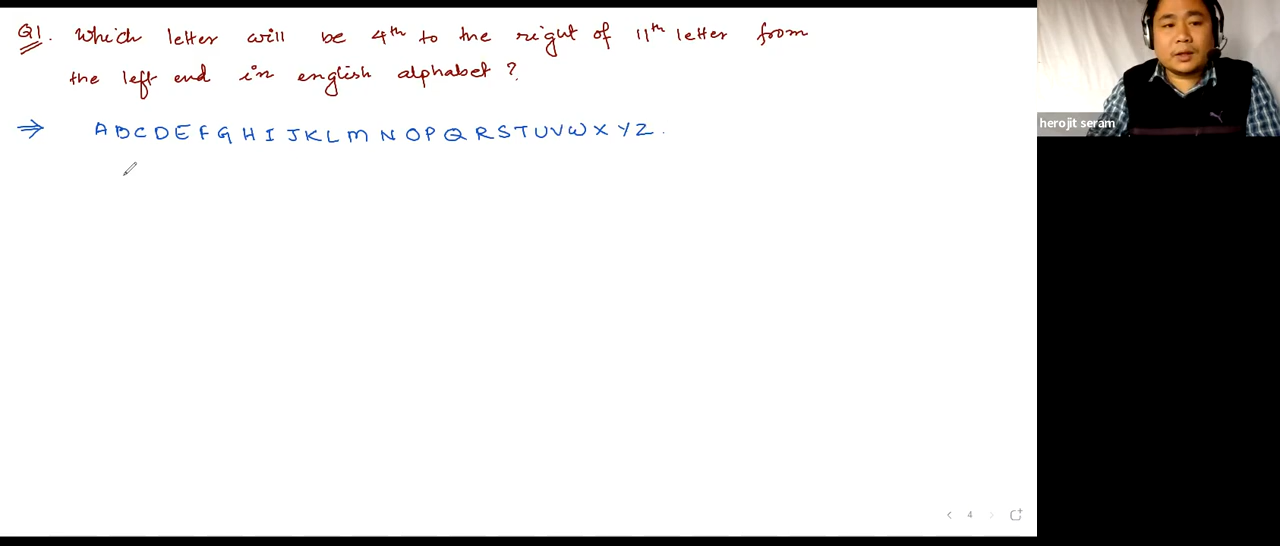 Q1. Which letter will be 4th to the right of 11th letter from
the left end in english alphabet ?
⇒ A B C D E F G H I J K L M N O P Q R S T U V W X Y Z .
herojit seram
4